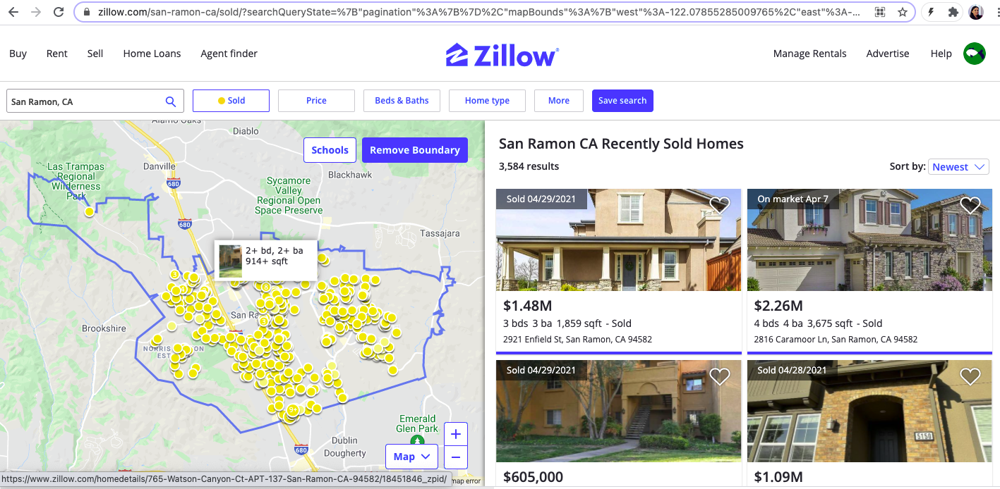 zillow.com/san-ramon-ca/sold/?searchQueryState=%7B"pagination"%3A%7B%7D%2C"mapBounds"%3A%7B"west"%3A-122.07855285009765%2C"east"%3A-...
Buy Rent Sell Home Loans Agent finder
Zillow
Manage Rentals Advertise Help
San Ramon, CA
Sold Price Beds & Baths Home type More Save search
Alamo Oaks
Diablo
Schools Remove Boundary
Las Trampas
Regional
Wilderness
Park
Danville
680
Blackhawk
Sycamore
Valley
Regional Open
Space Preserve
680
Tassajara
2+ bd, 2+ ba
914+ sqft
3
8
San Ra
3
Brookshire
NORRIS ON
EST
9+
Emerald
Glen Park
Dublin
680
Dougherty
Map
+
−
https://www.zillow.com/homedetails/765-Watson-Canyon-Ct-APT-137-San-Ramon-CA-94582/18451846_zpid/
map error
San Ramon CA Recently Sold Homes
3,584 results
Sort by: Newest
Sold 04/29/2021
$1.48M
3 bds 3 ba 1,859 sqft - Sold
2921 Enfield St, San Ramon, CA 94582
On market Apr 7
$2.26M
4 bds 4 ba 3,675 sqft - Sold
2816 Caramoor Ln, San Ramon, CA 94582
Sold 04/29/2021
$605,000
Sold 04/28/2021
5150
$1.09M